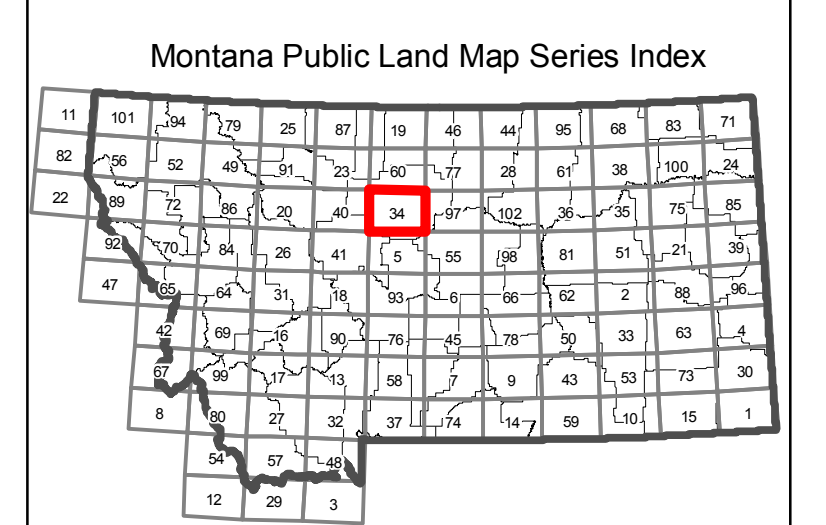 Montana Public Land Map Series Index
11 101 94 79 25 87 19 46 44 95 68 83 71
82 56 52 49 91 23 60 77 28 61 38 100 24
22 89 72 86 20 40 34 97 102 36 35 75 85
92 70 84 26 41 5 55 98 81 51 21 39
47 65 64 31 18 93 6 66 62 2 88 96
42 69 16 90 76 45 78 50 33 63 4
67 99 17 13 58 7 9 43 53 73 30
8 80 27 32 37 74 14 59 10 15 1
54 57 48
12 29 3